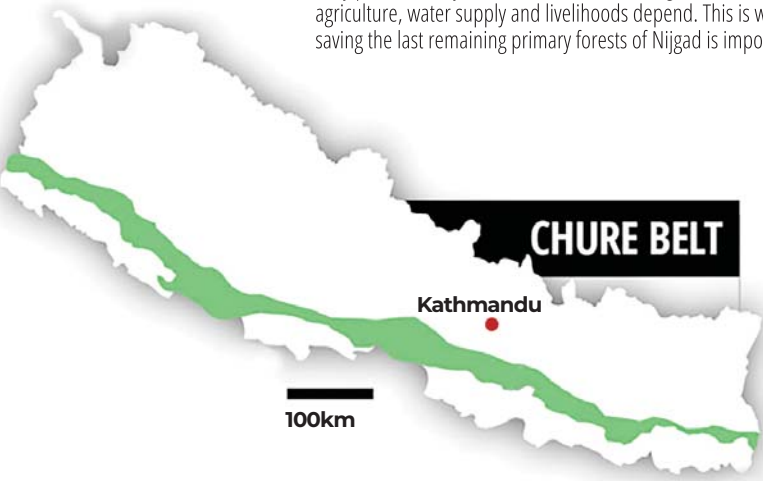 agriculture, water supply and livelihoods depend. This is w
saving the last remaining primary forests of Nijgad is impo
CHURE BELT
Kathmandu
100km